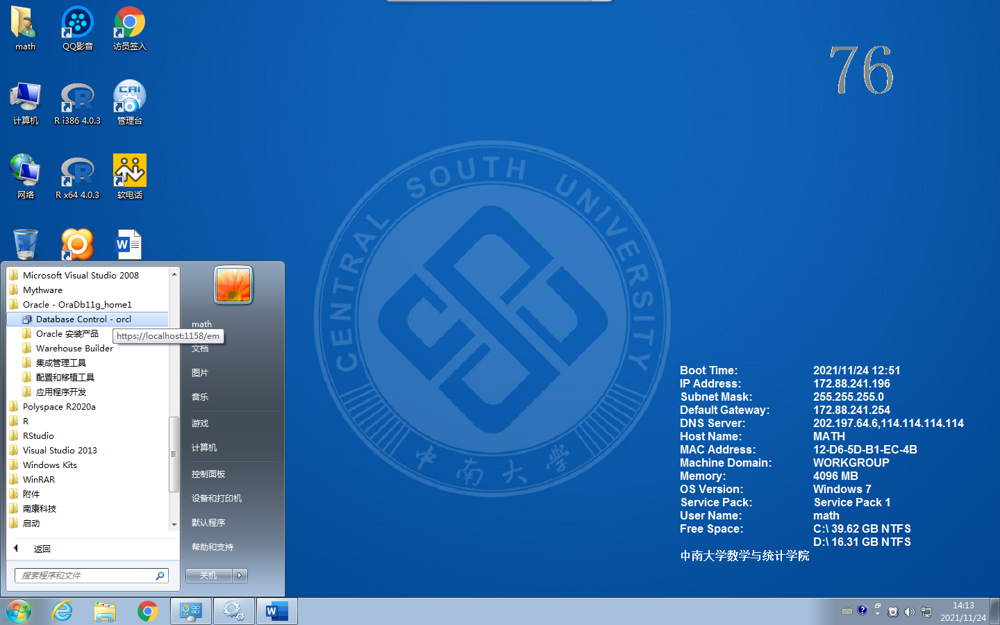 math
QQ影音
访员签入
76
计算机
R i386 4.0.3
CAI
管理台
网络
R x64 4.0.3
软电话
CENTRAL SOUTH UNIVERSITY
中南大学
Microsoft Visual Studio 2008
Mythware
Oracle - OraDb11g_home1
Database Control - orcl
Oracle 安装产品
Warehouse Builder
集成管理工具
配置和移植工具
应用程序开发
Polyspace R2020a
R
RStudio
Visual Studio 2013
Windows Kits
WinRAR
附件
南康科技
启动
返回
搜索程序和文件
math
https://localhost:1158/em
文档
图片
音乐
游戏
计算机
控制面板
设备和打印机
默认程序
帮助和支持
关机
Boot Time: 2021/11/24 12:51
IP Address: 172.88.241.196
Subnet Mask: 255.255.255.0
Default Gateway: 172.88.241.254
DNS Server: 202.197.64.6,114.114.114.114
Host Name: MATH
MAC Address: 12-D6-5D-B1-EC-4B
Machine Domain: WORKGROUP
Memory: 4096 MB
OS Version: Windows 7
Service Pack: Service Pack 1
User Name: math
Free Space: C:\ 39.62 GB NTFS
D:\ 16.31 GB NTFS
中南大学数学与统计学院
14:13
2021/11/24